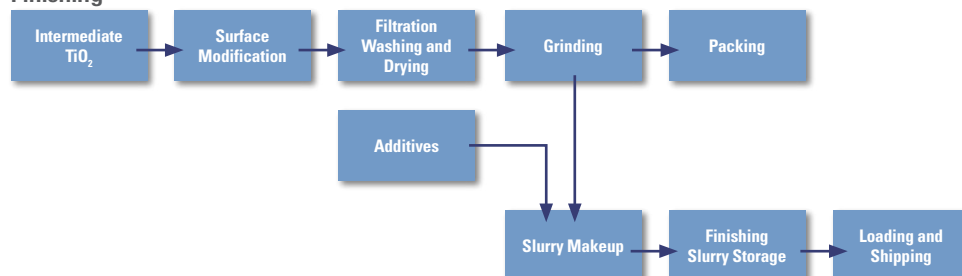 Finishing
Intermediate
TiO2
Surface
Modification
Filtration
Washing and
Drying
Grinding
Packing
Additives
Slurry Makeup
Finishing
Slurry Storage
Loading and
Shipping